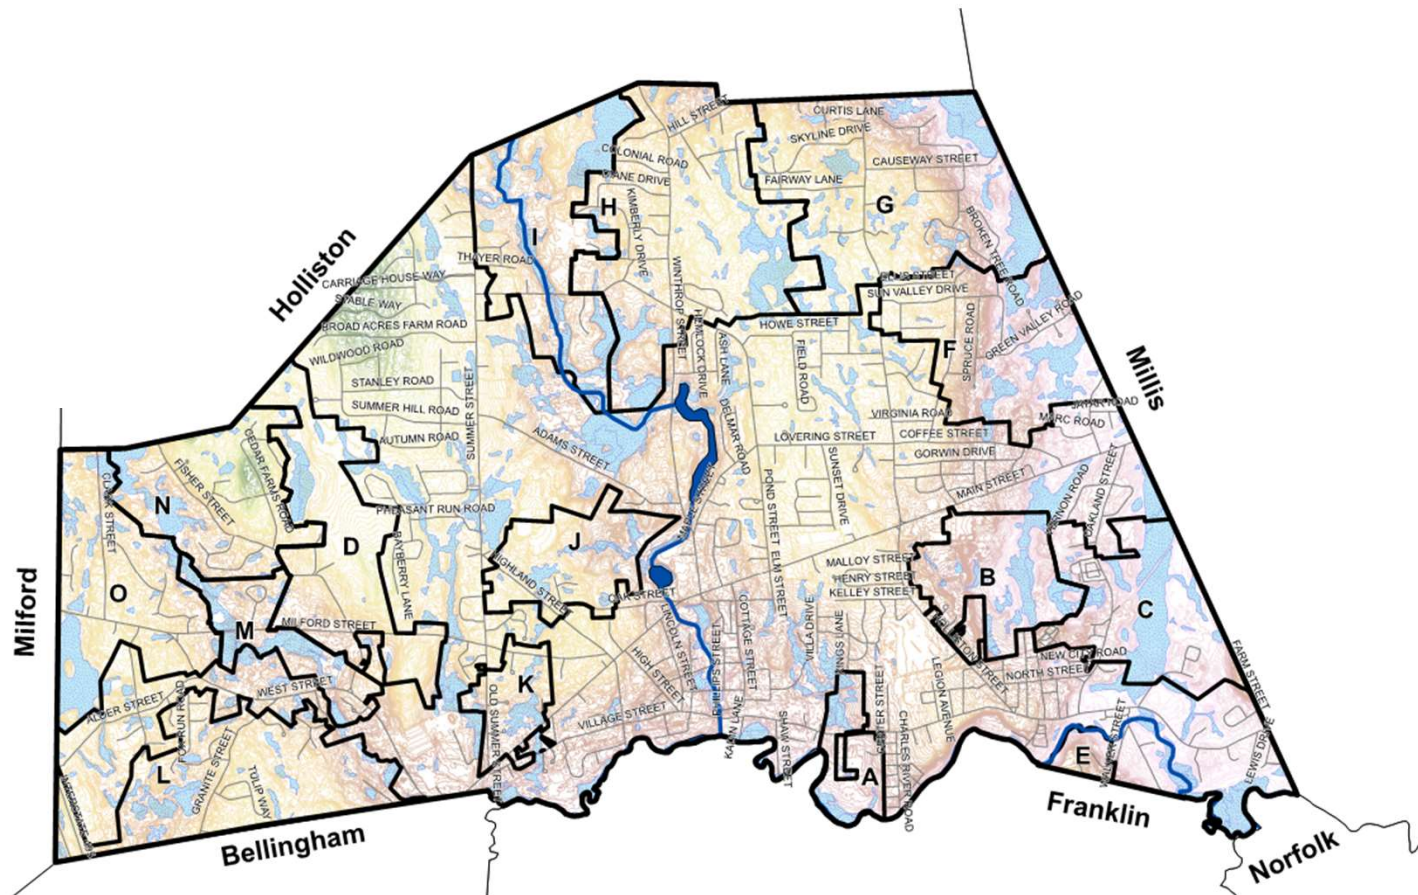 CURTIS LANE
HILL STREET
SKYLINE DRIVE
COLONIAL ROAD
CAUSEWAY STREET
DIANE DRIVE
FAIRWAY LANE
H
KIMBERLY DRIVE
G
BROKEN TREE ROAD
I
Holliston
THAYER ROAD
CARRIAGE HOUSE WAY
WINTHROP STREET
ELLIS STREET
SUN VALLEY DRIVE
STABLE WAY
BROAD ACRES FARM ROAD
HEMLOCK DRIVE
HOWE STREET
GREEN VALLEY ROAD
WILDWOOD ROAD
ASH LANE
FIELD ROAD
F
SPRUCE ROAD
Millis
STANLEY ROAD
SUMMER STREET
SUMMER HILL ROAD
DELMAR ROAD
VIRGINIA ROAD
MARC ROAD
AUTUMN ROAD
ADAMS STREET
LOVERING STREET
COFFEE STREET
CEDAR FARMS ROAD
GORWIN DRIVE
FISHER STREET
CLARK STREET
SUNSET DRIVE
MAIN STREET
OAKLAND STREET
POND STREET
N
PHEASANT RUN ROAD
D
BAYBERRY LANE
J
HIGHLAND STREET
ELM STREET
MALLOY STREET
HENRY STREET
KELLEY STREET
B
O
OAK STREET
C
Milford
M
MILFORD STREET
LINCOLN STREET
COTTAGE STREET
VILLA DRIVE
HIGH STREET
NEW CITY ROAD
NORTH STREET
FARM STREET
WEST STREET
K
OLD SUMMER STREET
LEGION AVENUE
CENTER STREET
ALDER STREET
VILLAGE STREET
SHAW STREET
CHARLES RIVER ROAD
LEWIS DRIVE
L
GRANITE STREET
TULIP WAY
A
E
Franklin
Bellingham
Norfolk